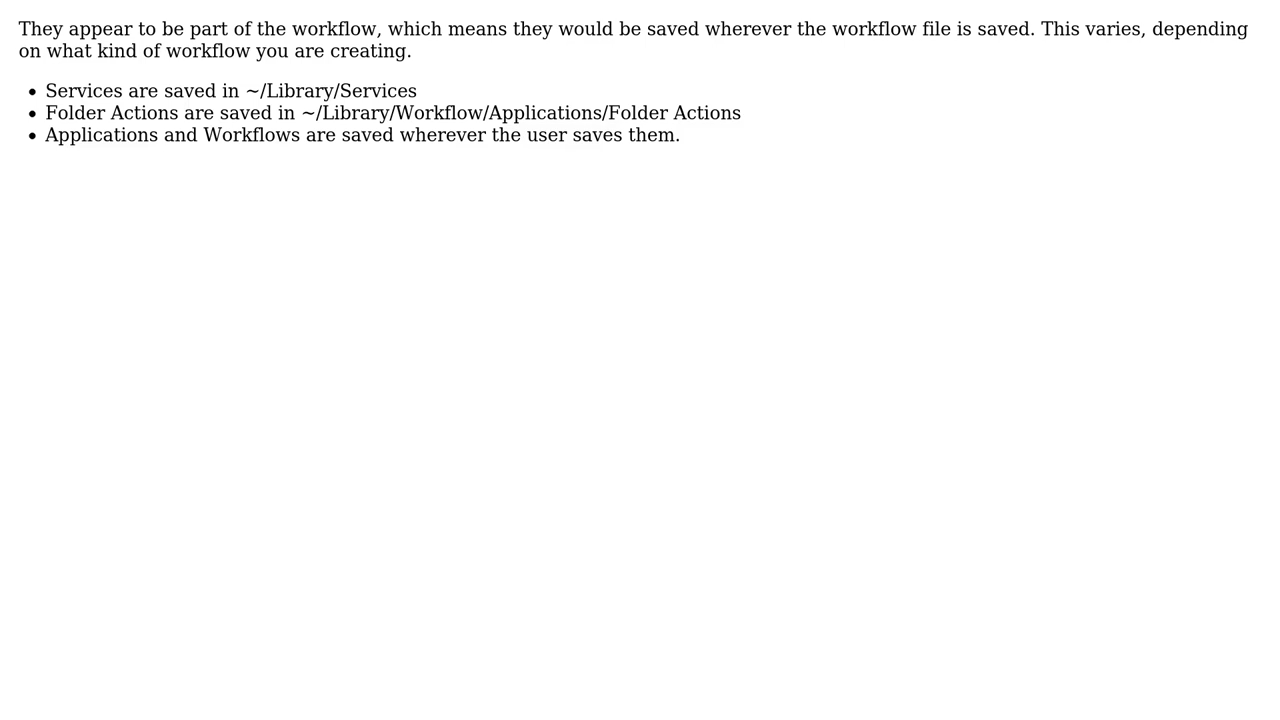 They appear to be part of the workflow, which means they would be saved wherever the workflow file is saved. This varies, depending
on what kind of workflow you are creating.
• Services are saved in ~/Library/Services
• Folder Actions are saved in ~/Library/Workflow/Applications/Folder Actions
• Applications and Workflows are saved wherever the user saves them.